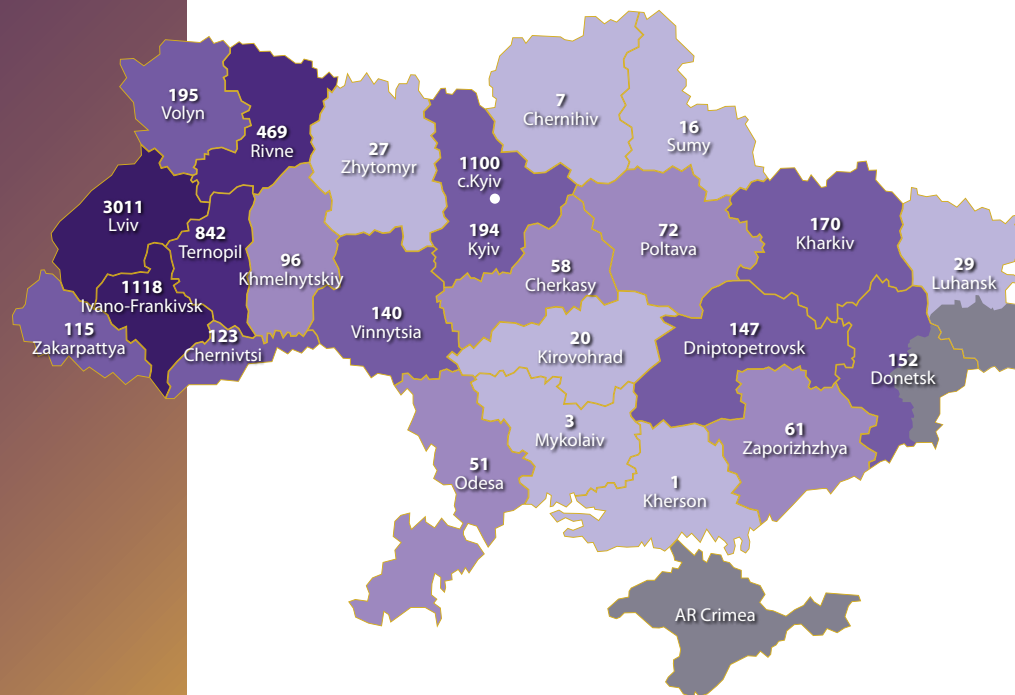 7
Chernihiv
195
Volyn
16
Sumy
469
Rivne
27
Zhytomyr
1100
c.Kyiv
3011
Lviv
842
Ternopil
194
Kyiv
72
Poltava
170
Kharkiv
96
Khmelnytskiy
58
Cherkasy
29
Luhansk
1118
Ivano-Frankivsk
115
Zakarpattya
123
Chernivtsi
140
Vinnytsia
20
Kirovohrad
147
Dniptopetrovsk
152
Donetsk
3
Mykolaiv
61
Zaporizhzhya
51
Odesa
1
Kherson
AR Crimea